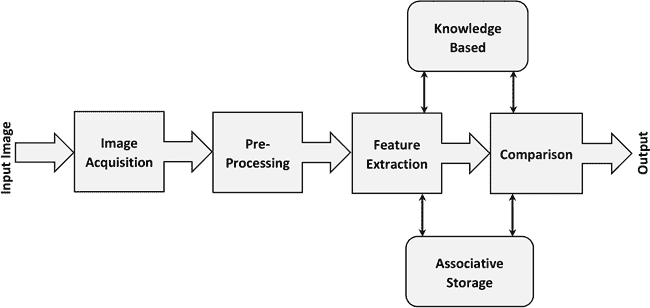 Knowledge
Based
Input Image
Image
Acquisition
Pre-
Processing
Feature
Extraction
Comparison
Output
Associative
Storage